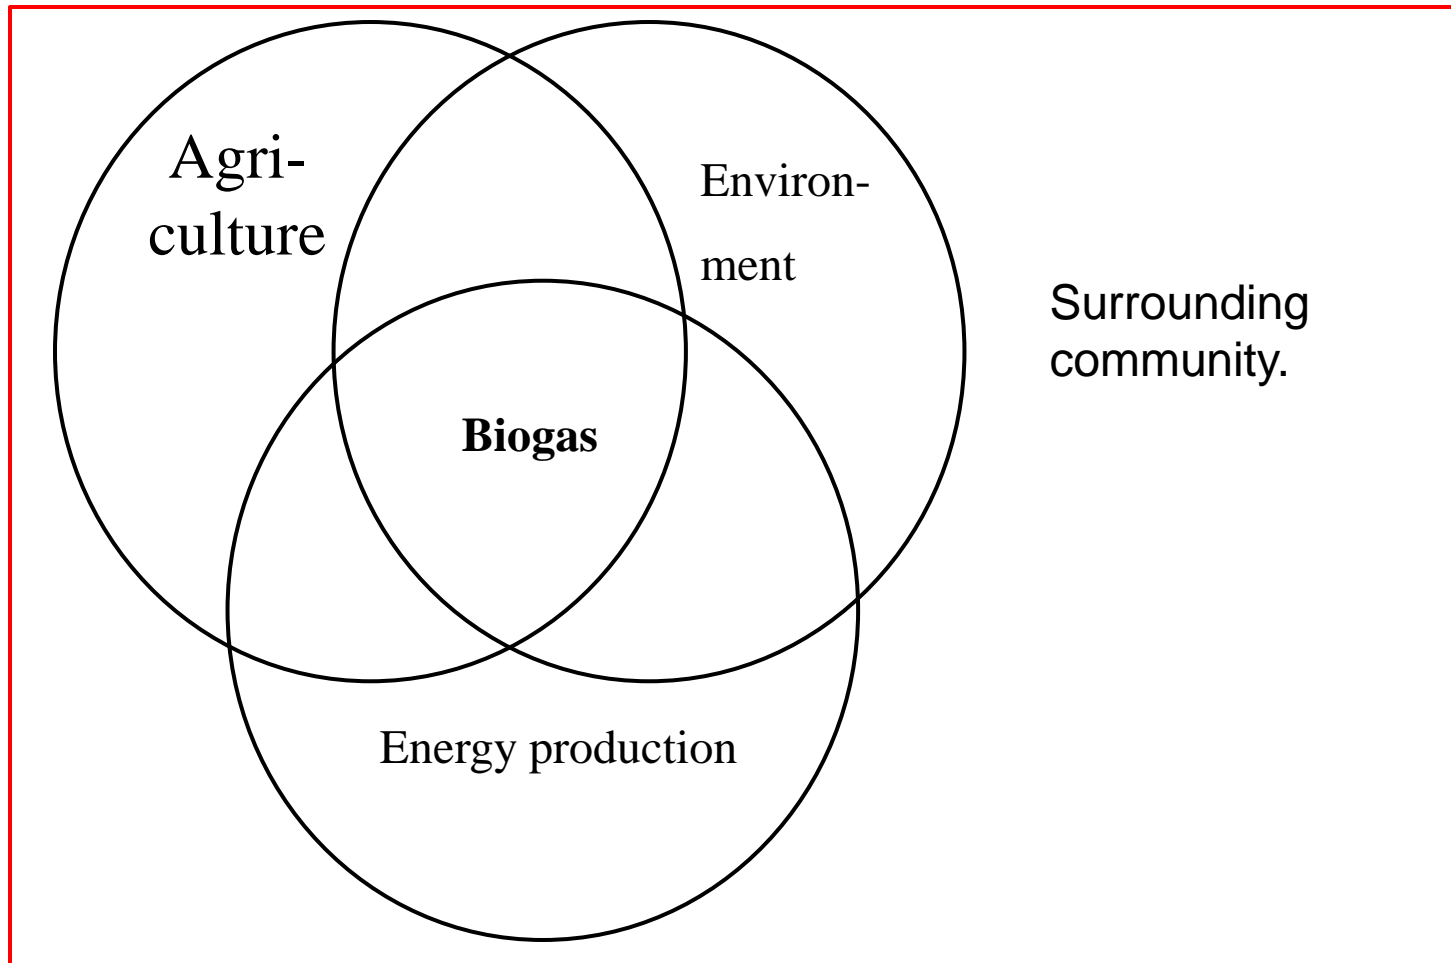 Agri-
culture
Environ-
ment
Surrounding
community.
Biogas
Energy production